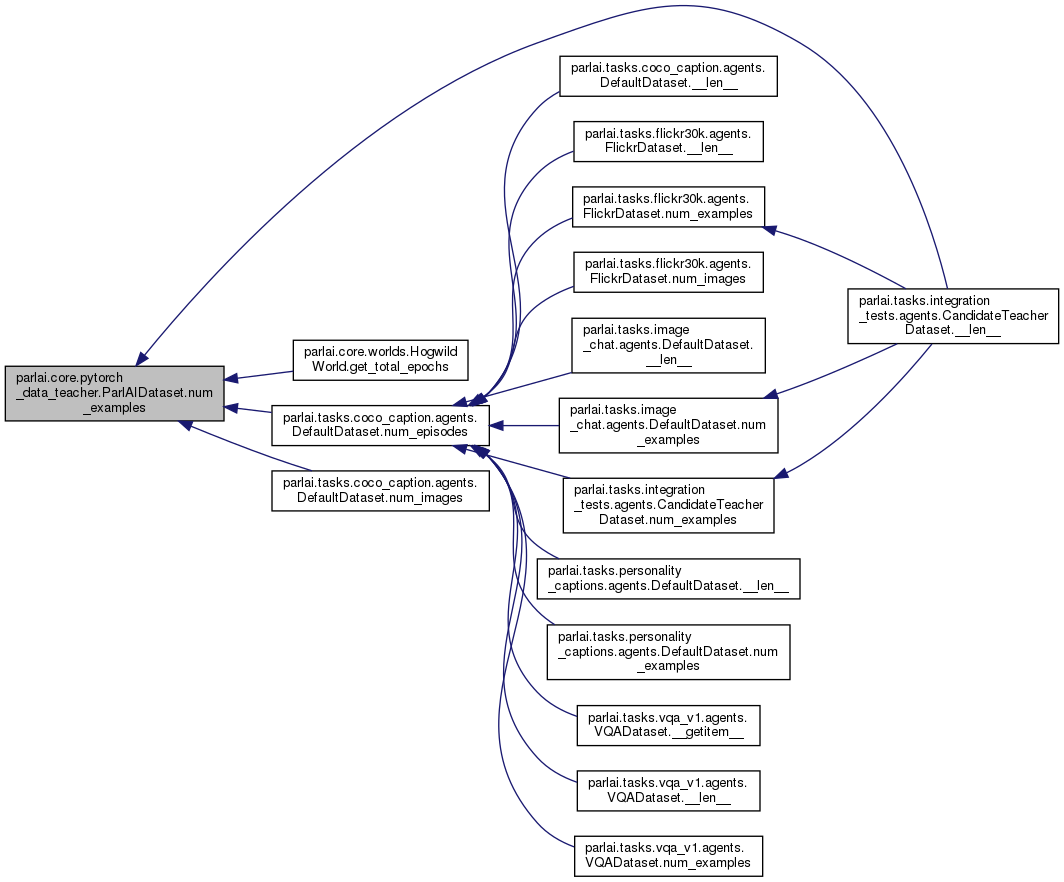 parlai.core.pytorch
_data_teacher.ParlAIDataset.num
_examples
parlai.core.worlds.Hogwild
World.get_total_epochs
parlai.tasks.coco_caption.agents.
DefaultDataset.num_episodes
parlai.tasks.coco_caption.agents.
DefaultDataset.num_images
parlai.tasks.coco_caption.agents.
DefaultDataset.__len__
parlai.tasks.flickr30k.agents.
FlickrDataset.__len__
parlai.tasks.flickr30k.agents.
FlickrDataset.num_examples
parlai.tasks.flickr30k.agents.
FlickrDataset.num_images
parlai.tasks.image
_chat.agents.DefaultDataset.
__len__
parlai.tasks.image
_chat.agents.DefaultDataset.num
_examples
parlai.tasks.integration
_tests.agents.CandidateTeacher
Dataset.num_examples
parlai.tasks.personality
_captions.agents.DefaultDataset.__len__
parlai.tasks.personality
_captions.agents.DefaultDataset.num
_examples
parlai.tasks.vqa_v1.agents.
VQADataset.__getitem__
parlai.tasks.vqa_v1.agents.
VQADataset.__len__
parlai.tasks.vqa_v1.agents.
VQADataset.num_examples
parlai.tasks.integration
_tests.agents.CandidateTeacher
Dataset.__len__